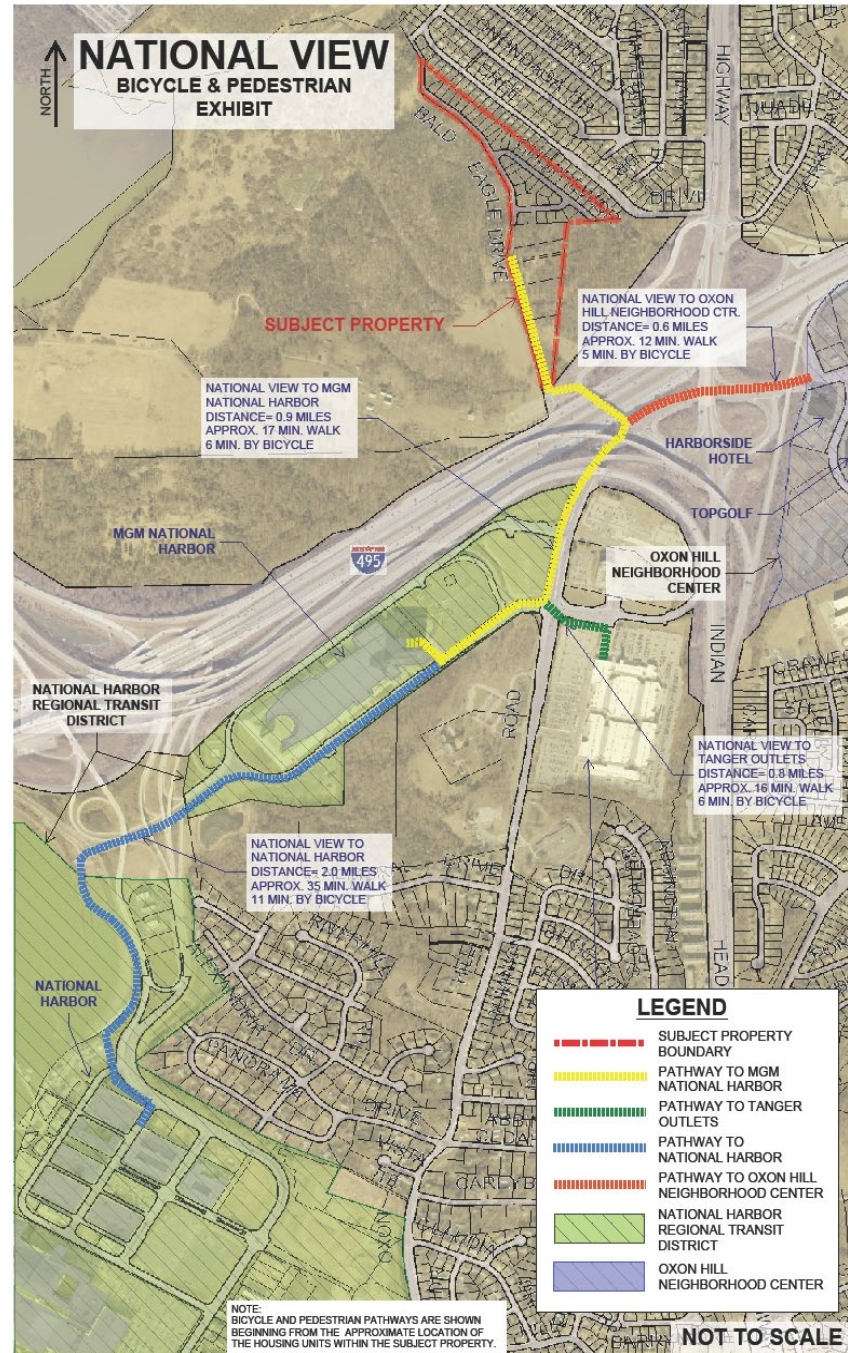 NATIONAL VIEW
BICYCLE & PEDESTRIAN
EXHIBIT
NORTH
HIGHWAY
BALD
EAGLE DRIVE
DRIVE
SUBJECT PROPERTY
NATIONAL VIEW TO OXON
HILL NEIGHBORHOOD CTR.
DISTANCE= 0.6 MILES
APPROX. 12 MIN. WALK
5 MIN. BY BICYCLE
NATIONAL VIEW TO MGM
NATIONAL HARBOR
DISTANCE= 0.9 MILES
APPROX. 17 MIN. WALK
6 MIN. BY BICYCLE
HARBORSIDE
HOTEL
TOPGOLF
MGM NATIONAL
HARBOR
INTERSTATE
495
OXON HILL
NEIGHBORHOOD
CENTER
INDIAN
NATIONAL HARBOR
REGIONAL TRANSIT
DISTRICT
ROAD
NATIONAL VIEW TO
TANGER OUTLETS
DISTANCE= 0.8 MILES
APPROX. 16 MIN. WALK
6 MIN. BY BICYCLE
NATIONAL VIEW TO
NATIONAL HARBOR
DISTANCE= 2.0 MILES
APPROX. 35 MIN. WALK
11 MIN. BY BICYCLE
DRIVE
HEAD
NATIONAL
HARBOR
PANORAMA
DRIVE
OXON
LEGEND
SUBJECT PROPERTY
BOUNDARY
PATHWAY TO MGM
NATIONAL HARBOR
PATHWAY TO TANGER
OUTLETS
PATHWAY TO
NATIONAL HARBOR
PATHWAY TO OXON HILL
NEIGHBORHOOD CENTER
NATIONAL HARBOR
REGIONAL TRANSIT
DISTRICT
OXON HILL
NEIGHBORHOOD CENTER
NOTE:
BICYCLE AND PEDESTRIAN PATHWAYS ARE SHOWN
BEGINNING FROM THE APPROXIMATE LOCATION OF
THE HOUSING UNITS WITHIN THE SUBJECT PROPERTY.
NOT TO SCALE